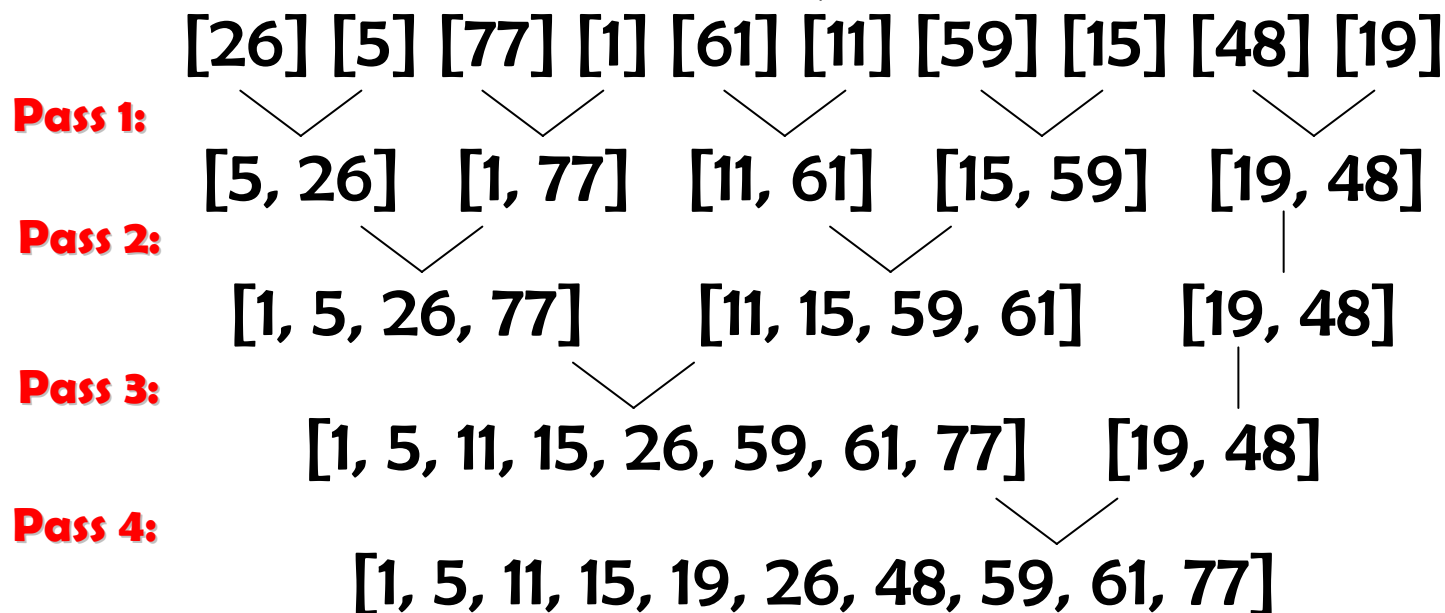 [26] [5] [77] [1] [61] [11] [59] [15] [48] [19]
Pass 1:
[5, 26] [1, 77] [11, 61] [15, 59] [19, 48]
Pass 2:
[1, 5, 26, 77] [11, 15, 59, 61] [19, 48]
Pass 3:
[1, 5, 11, 15, 26, 59, 61, 77] [19, 48]
Pass 4:
[1, 5, 11, 15, 19, 26, 48, 59, 61, 77]